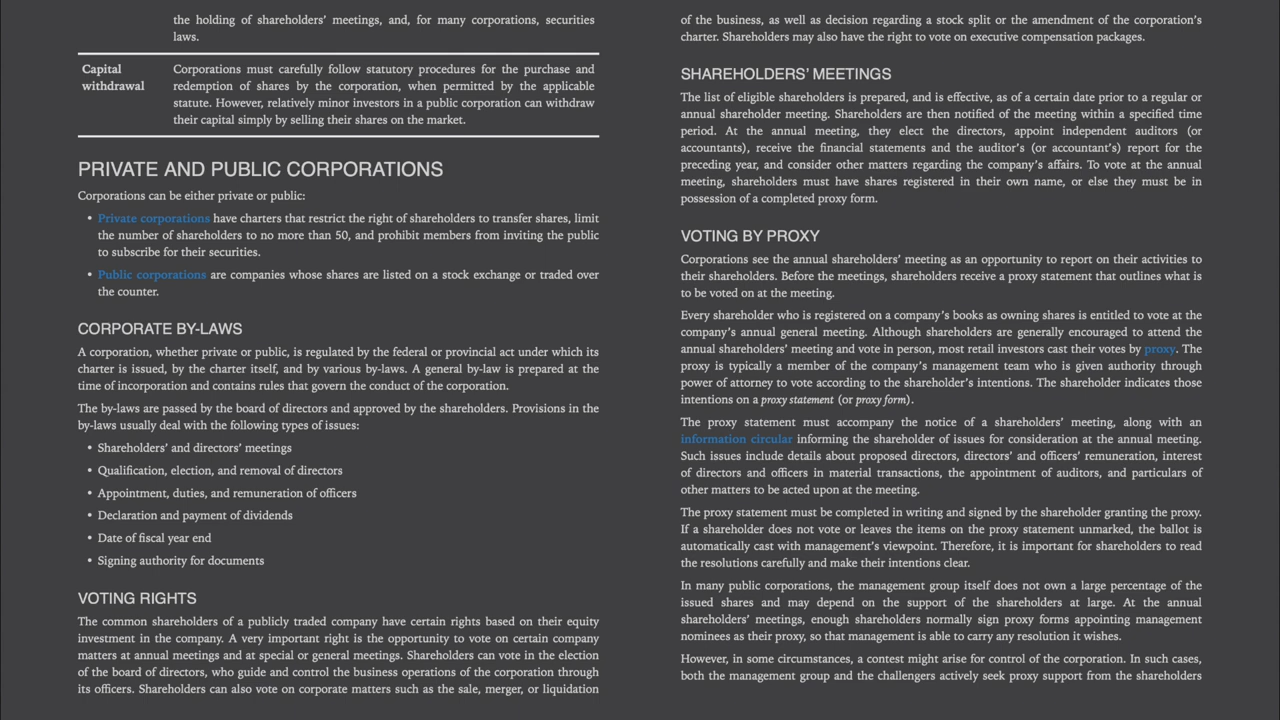 the holding of shareholders’ meetings, and, for many corporations, securities
laws.
Capital
withdrawal
Corporations must carefully follow statutory procedures for the purchase and
redemption of shares by the corporation, when permitted by the applicable
statute. However, relatively minor investors in a public corporation can withdraw
their capital simply by selling their shares on the market.
PRIVATE AND PUBLIC CORPORATIONS
Corporations can be either private or public:
• Private corporations have charters that restrict the right of shareholders to transfer shares, limit
the number of shareholders to no more than 50, and prohibit members from inviting the public
to subscribe for their securities.
• Public corporations are companies whose shares are listed on a stock exchange or traded over
the counter.
CORPORATE BY-LAWS
A corporation, whether private or public, is regulated by the federal or provincial act under which its
charter is issued, by the charter itself, and by various by-laws. A general by-law is prepared at the
time of incorporation and contains rules that govern the conduct of the corporation.
The by-laws are passed by the board of directors and approved by the shareholders. Provisions in the
by-laws usually deal with the following types of issues:
• Shareholders’ and directors’ meetings
• Qualification, election, and removal of directors
• Appointment, duties, and remuneration of officers
• Declaration and payment of dividends
• Date of fiscal year end
• Signing authority for documents
VOTING RIGHTS
The common shareholders of a publicly traded company have certain rights based on their equity
investment in the company. A very important right is the opportunity to vote on certain company
matters at annual meetings and at special or general meetings. Shareholders can vote in the election
of the board of directors, who guide and control the business operations of the corporation through
its officers. Shareholders can also vote on corporate matters such as the sale, merger, or liquidation
of the business, as well as decision regarding a stock split or the amendment of the corporation’s
charter. Shareholders may also have the right to vote on executive compensation packages.
SHAREHOLDERS’ MEETINGS
The list of eligible shareholders is prepared, and is effective, as of a certain date prior to a regular or
annual shareholder meeting. Shareholders are then notified of the meeting within a specified time
period. At the annual meeting, they elect the directors, appoint independent auditors (or
accountants), receive the financial statements and the auditor’s (or accountant’s) report for the
preceding year, and consider other matters regarding the company’s affairs. To vote at the annual
meeting, shareholders must have shares registered in their own name, or else they must be in
possession of a completed proxy form.
VOTING BY PROXY
Corporations see the annual shareholders’ meeting as an opportunity to report on their activities to
their shareholders. Before the meetings, shareholders receive a proxy statement that outlines what is
to be voted on at the meeting.
Every shareholder who is registered on a company’s books as owning shares is entitled to vote at the
company’s annual general meeting. Although shareholders are generally encouraged to attend the
annual shareholders’ meeting and vote in person, most retail investors cast their votes by proxy. The
proxy is typically a member of the company’s management team who is given authority through
power of attorney to vote according to the shareholder’s intentions. The shareholder indicates those
intentions on a proxy statement (or proxy form).
The proxy statement must accompany the notice of a shareholders’ meeting, along with an
information circular informing the shareholder of issues for consideration at the annual meeting.
Such issues include details about proposed directors, directors’ and officers’ remuneration, interest
of directors and officers in material transactions, the appointment of auditors, and particulars of
other matters to be acted upon at the meeting.
The proxy statement must be completed in writing and signed by the shareholder granting the proxy.
If a shareholder does not vote or leaves the items on the proxy statement unmarked, the ballot is
automatically cast with management’s viewpoint. Therefore, it is important for shareholders to read
the resolutions carefully and make their intentions clear.
In many public corporations, the management group itself does not own a large percentage of the
issued shares and may depend on the support of the shareholders at large. At the annual
shareholders’ meetings, enough shareholders normally sign proxy forms appointing management
nominees as their proxy, so that management is able to carry any resolution it wishes.
However, in some circumstances, a contest might arise for control of the corporation. In such cases,
both the management group and the challengers actively seek proxy support from the shareholders